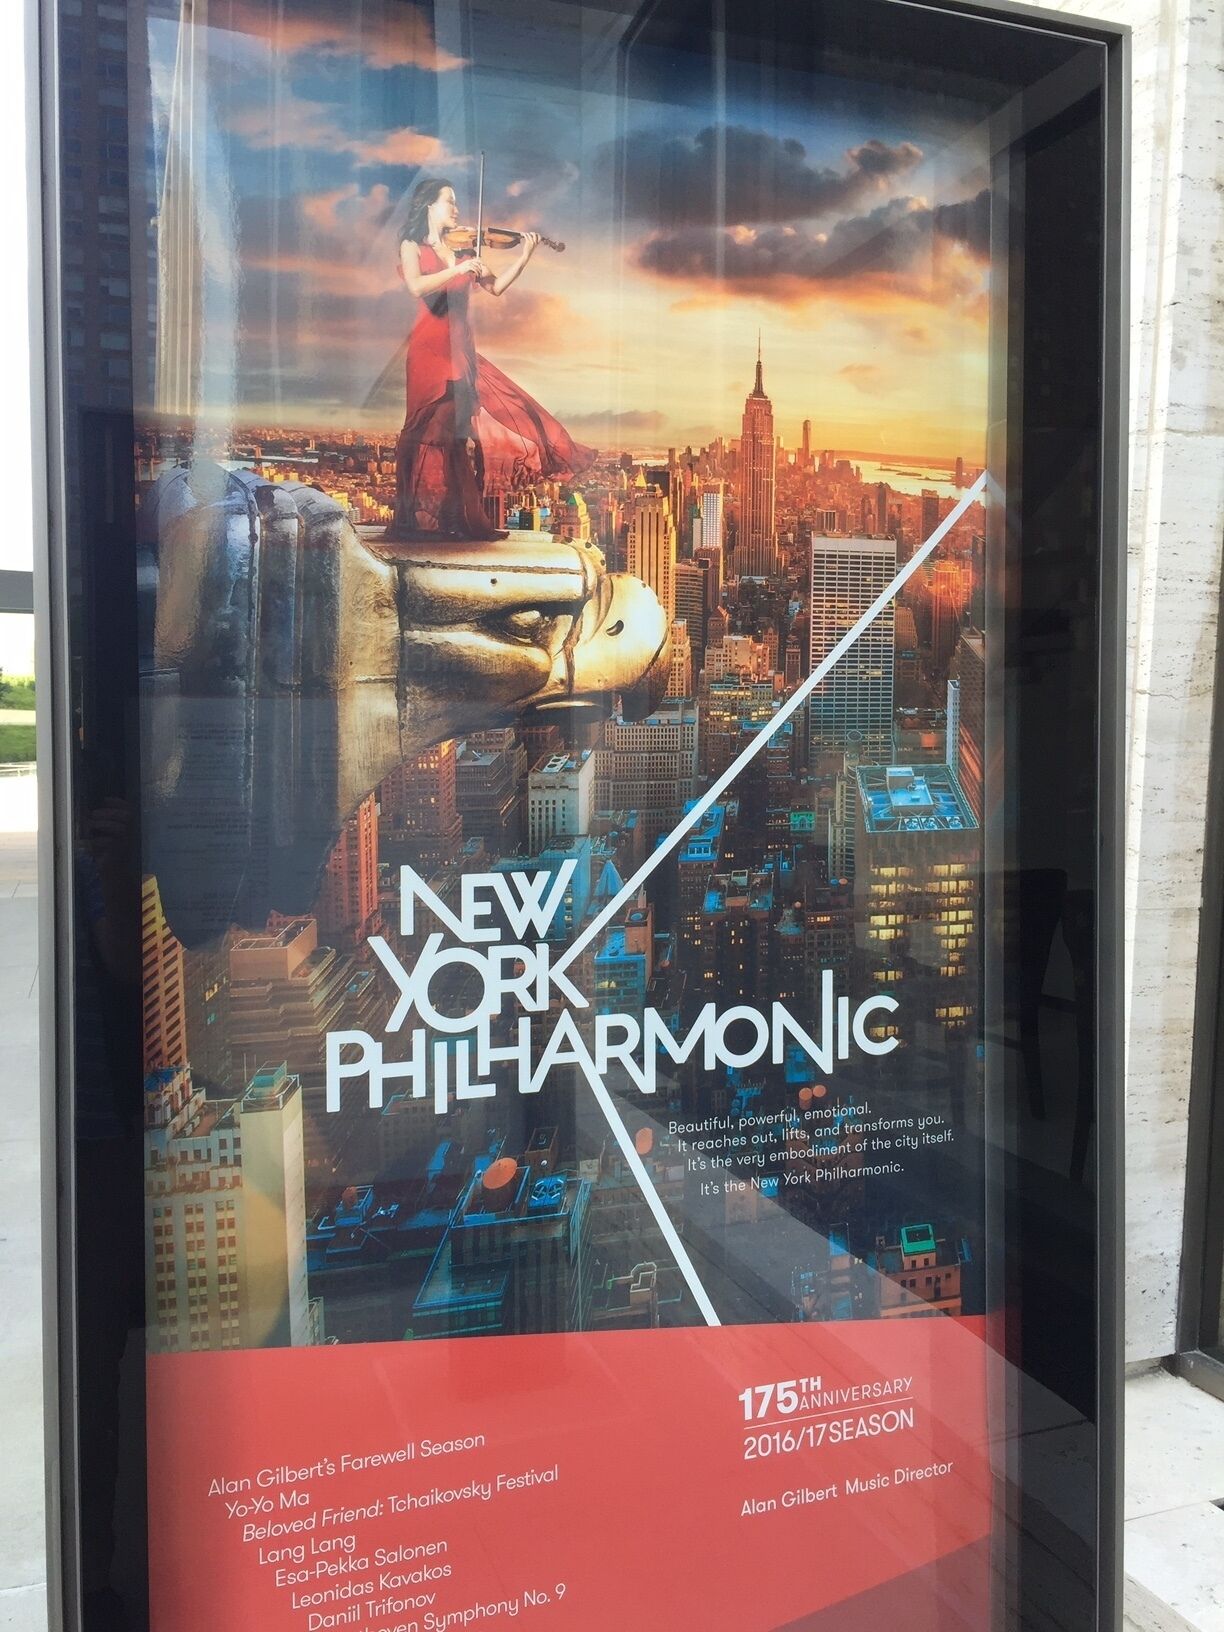 NEW
YORK
PHILHARMONIC
Beautiful, powerful, emotional.
It reaches out, lifts, and transforms you.
It's the very embodiment of the city itself.
It's the New York Philharmonic.
175TH ANNIVERSARY
2016/17 SEASON
Alan Gilbert Music Director
Alan Gilbert's Farewell Season
Yo-Yo Ma
Beloved Friend: Tchaikovsky Festival
Lang Lang
Esa-Pekka Salonen
Leonidas Kavakos
Daniil Trifonov
Symphony No. 9